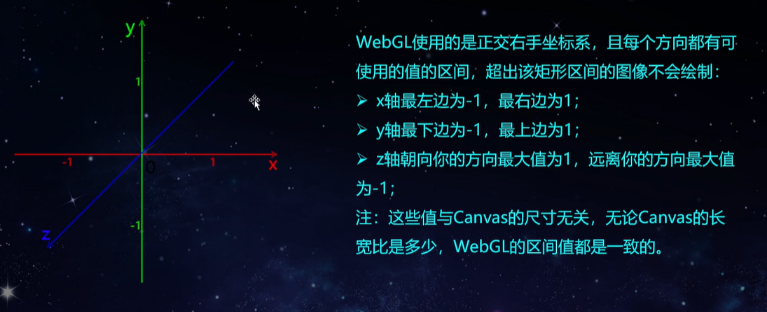 y
1
-1
O
1
x
-1
z
WebGL使用的是正交右手坐标系，且每个方向都有可
使用的值的区间，超出该矩形区间的图像不会绘制：
➢ x轴最左边为-1，最右边为1；
➢ y轴最下边为-1，最上边为1；
➢ z轴朝向你的方向最大值为1，远离你的方向最大值
为-1；
注：这些值与Canvas的尺寸无关，无论Canvas的长
宽比是多少，WebGL的区间值都是一致的。